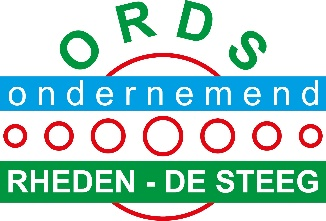 ORDS
ondernemend
RHEDEN - DE STEEG